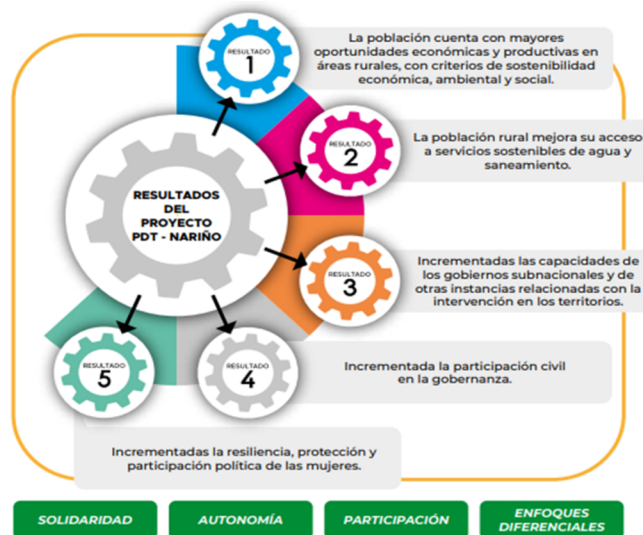 RESULTADO
1
La población cuenta con mayores
oportunidades económicas y productivas en
áreas rurales, con criterios de sostenibilidad
económica, ambiental y social.
RESULTADO
2
La población rural mejora su acceso
a servicios sostenibles de agua y
saneamiento.
RESULTADOS
DEL
PROYECTO
PDT - NARIÑO
RESULTADO
3
Incrementadas las capacidades de
los gobiernos subnacionales y de
otras instancias relacionadas con la
intervención en los territorios.
RESULTADO
4
Incrementada la participación civil
en la gobernanza.
RESULTADO
5
Incrementadas la resiliencia, protección y
participación política de las mujeres.
SOLIDARIDAD
AUTONOMÍA
PARTICIPACIÓN
ENFOQUES
DIFERENCIALES